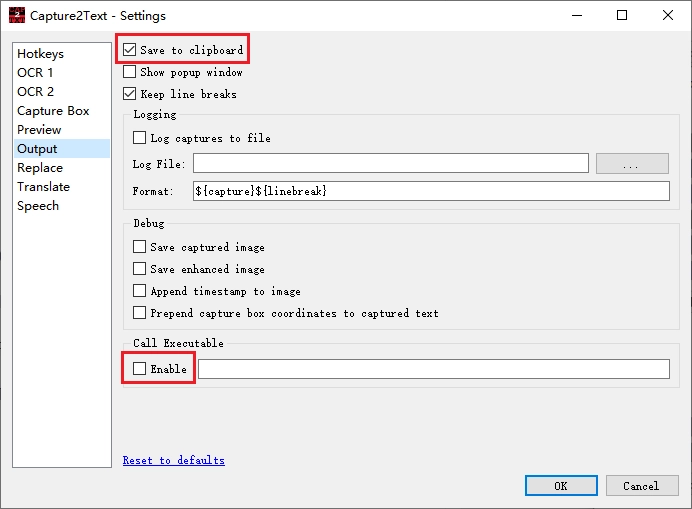 2
Capture2Text - Settings
Hotkeys
OCR 1
OCR 2
Capture Box
Preview
Output
Replace
Translate
Speech
Save to clipboard
Show popup window
Keep line breaks
Logging
Log captures to file
Log File:
...
Format: ${capture}${linebreak}
Debug
Save captured image
Save enhanced image
Append timestamp to image
Prepend capture box coordinates to captured text
Call Executable
Enable
Reset to defaults
OK Cancel